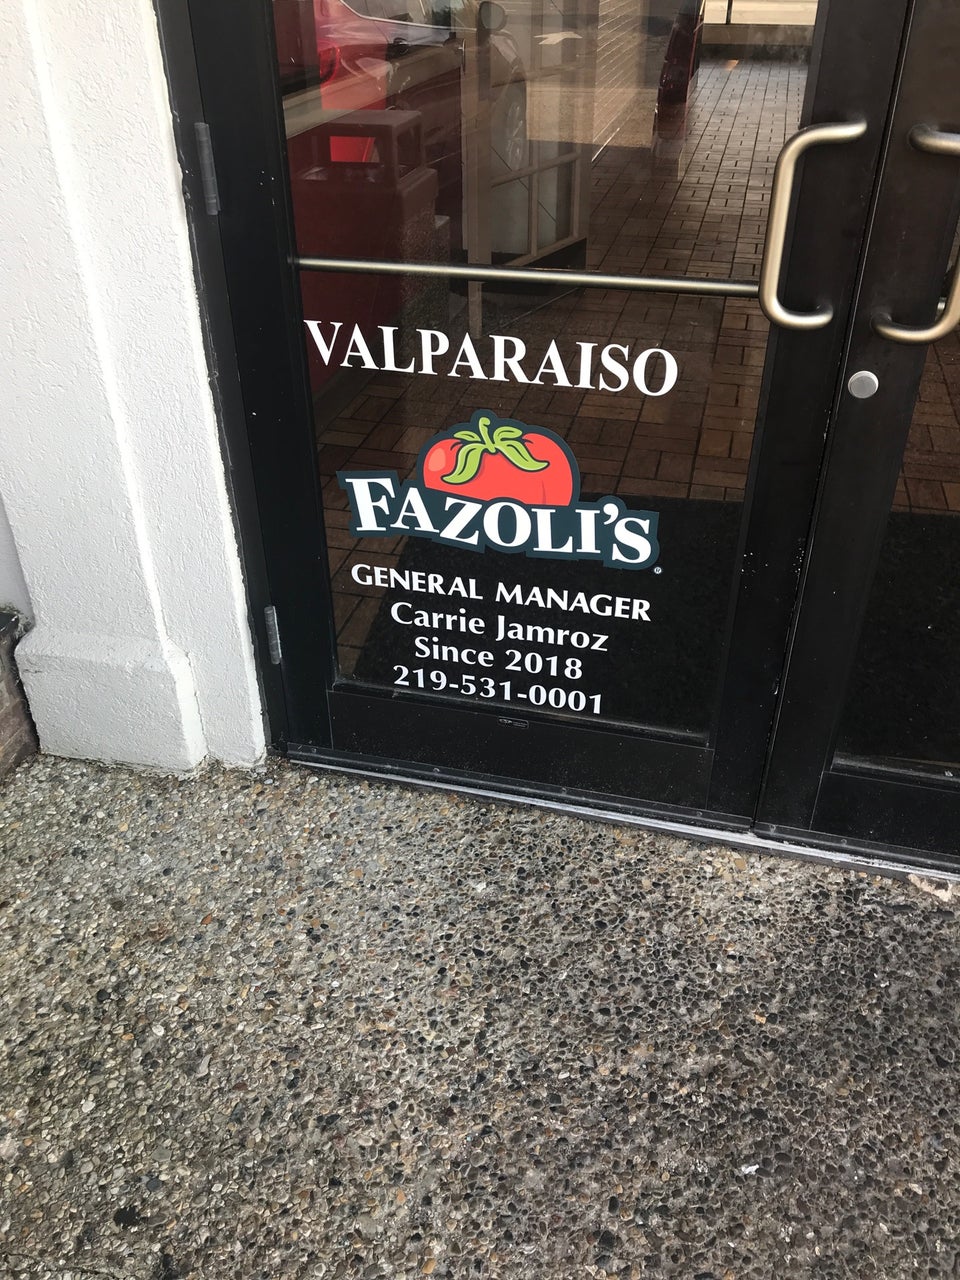 VALPARAISO
FAZOLI'S
GENERAL MANAGER
Carrie Jamroz
Since 2018
219-531-0001